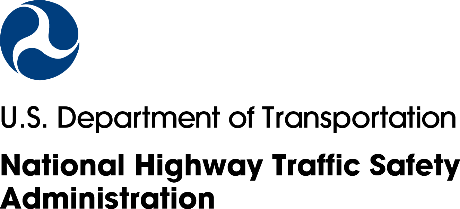 U.S. Department of Transportation
National Highway Traffic Safety
Administration